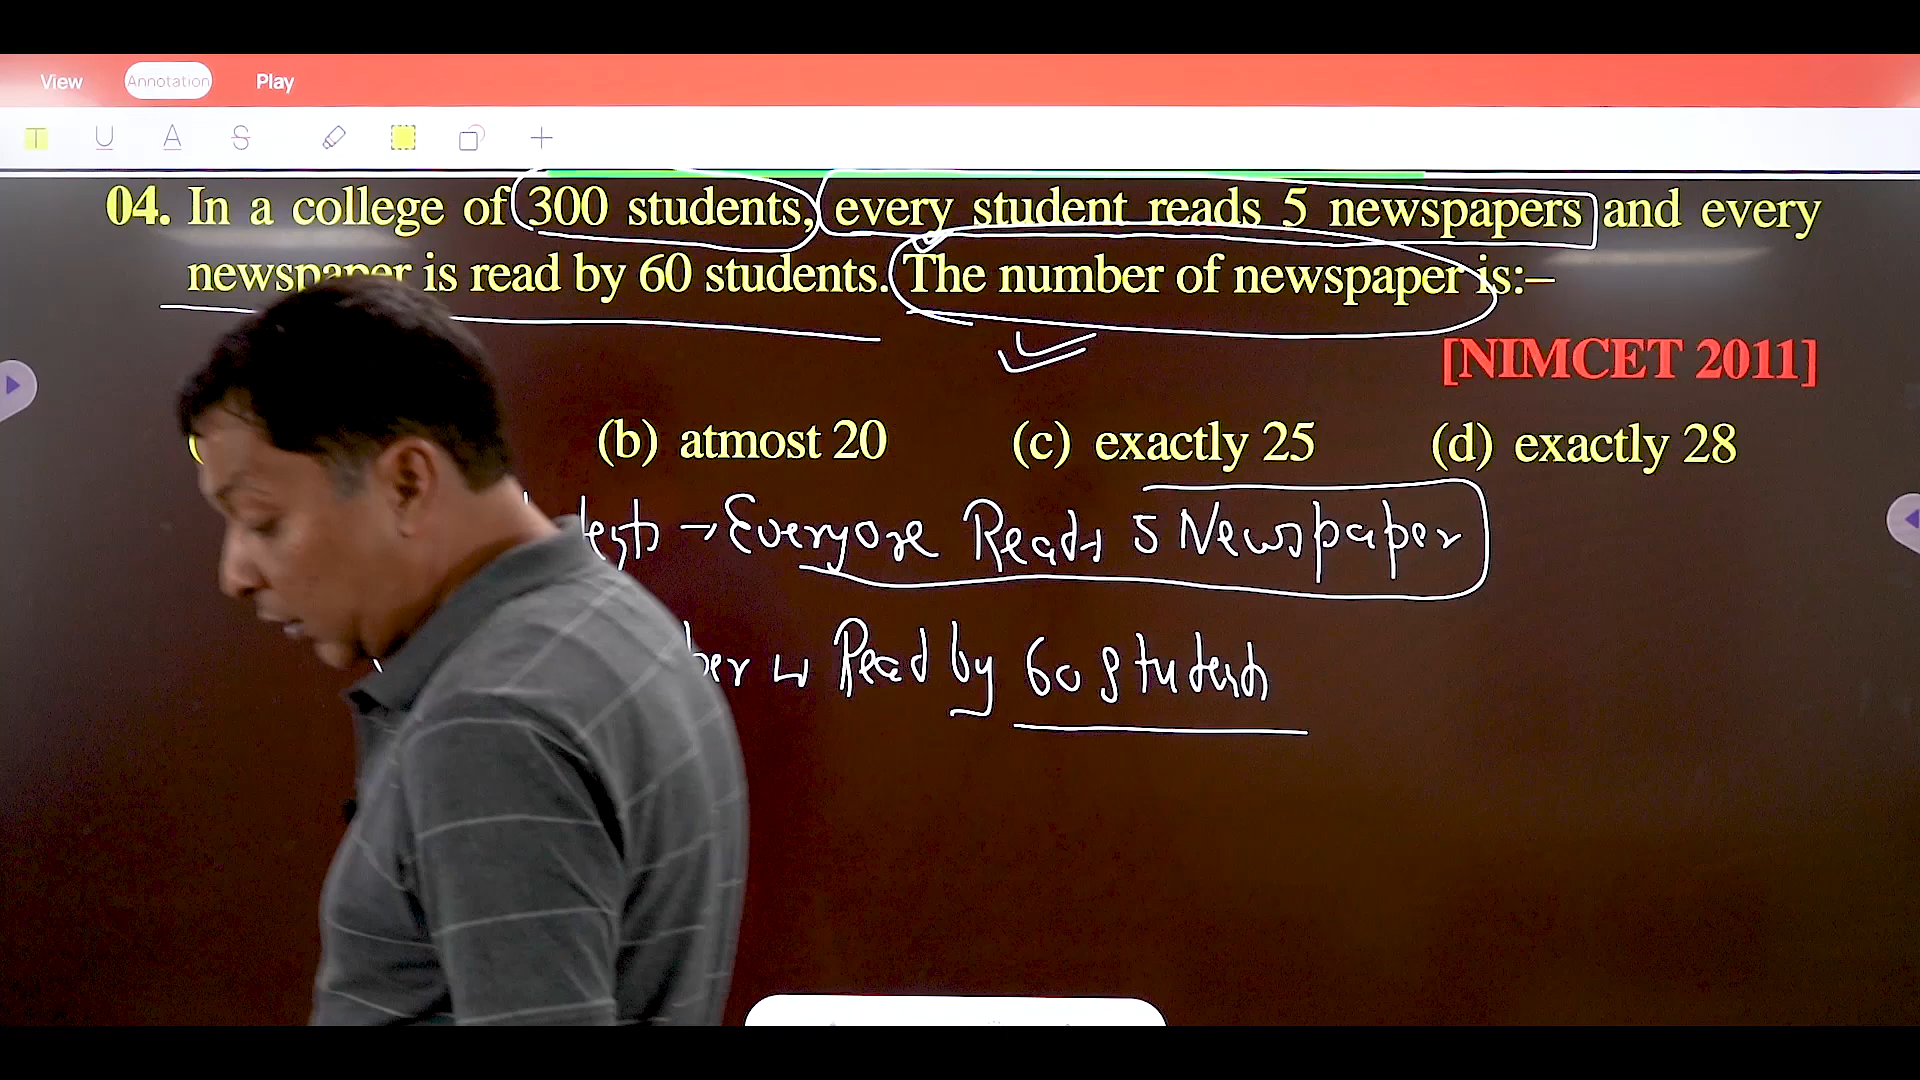 View Annotation Play
T U A S
04. In a college of 300 students, every student reads 5 newspapers and every
newspaper is read by 60 students. The number of newspaper is:–
[NIMCET 2011]
( (b) atmost 20 (c) exactly 25 (d) exactly 28
→ Everyone Reads 5 Newspaper
Read by 60 students